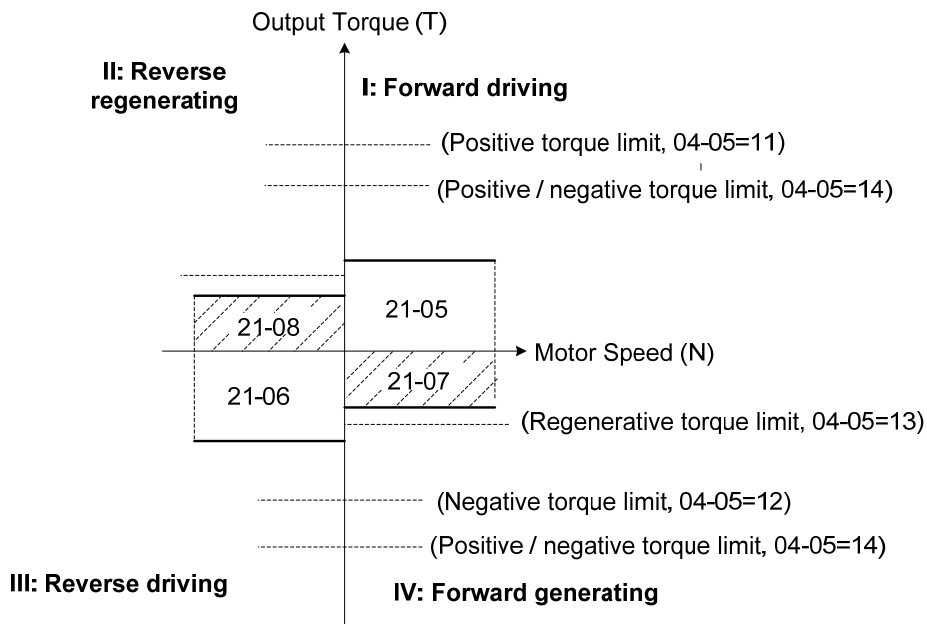 Output Torque (T)
II: Reverse
regenerating
I: Forward driving
(Positive torque limit, 04-05=11)
(Positive / negative torque limit, 04-05=14)
21-05
21-08
Motor Speed (N)
21-07
21-06
(Regenerative torque limit, 04-05=13)
(Negative torque limit, 04-05=12)
(Positive / negative torque limit, 04-05=14)
III: Reverse driving
IV: Forward generating